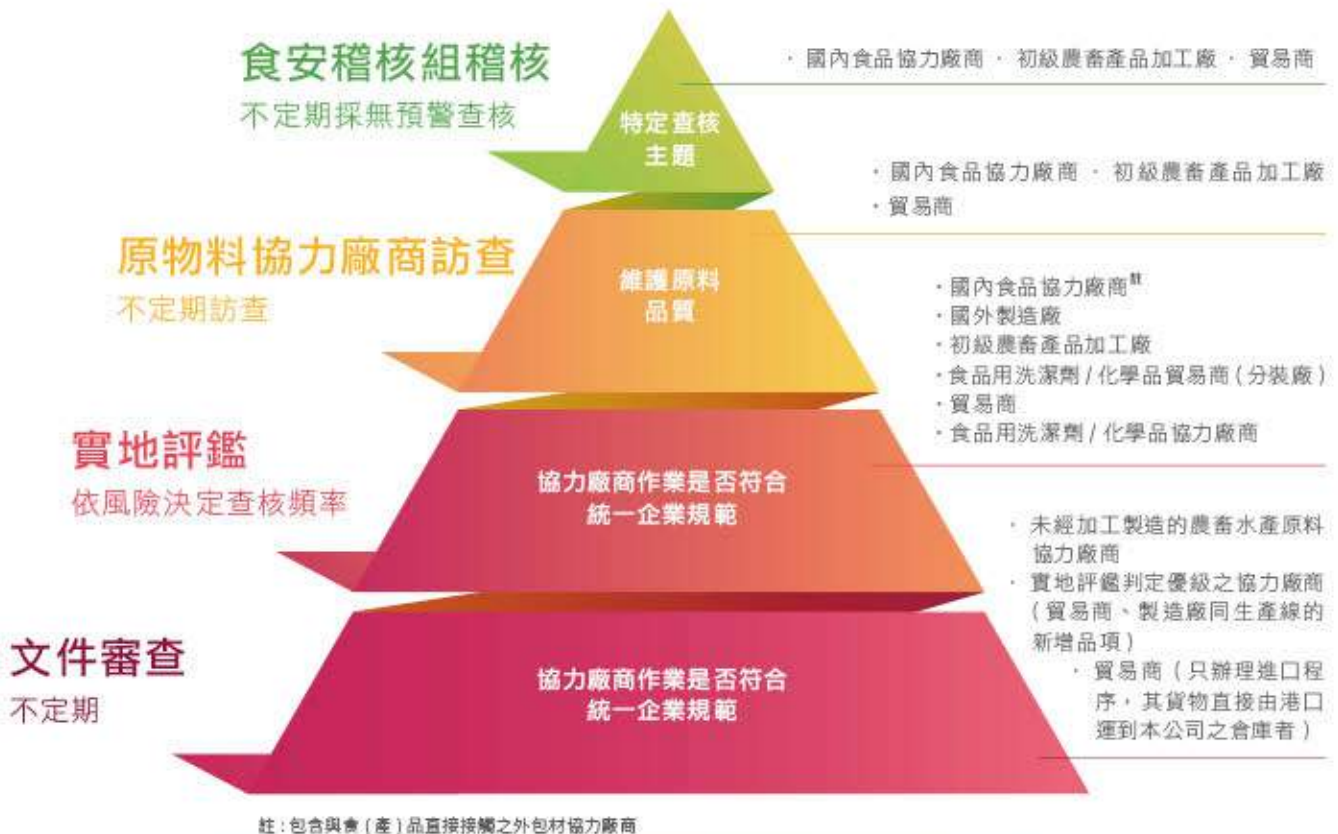 食安稽核組稽核
不定期採無預警查核
特定查核
主題
· 國內食品協力廠商 · 初級農畜產品加工廠 · 貿易商
原物料協力廠商訪查
不定期訪查
維護原料
品質
· 國內食品協力廠商 · 初級農畜產品加工廠
· 貿易商
實地評鑑
依風險決定查核頻率
協力廠商作業是否符合
統一企業規範
· 國內食品協力廠商註
· 國外製造廠
· 初級農畜產品加工廠
· 食品用洗潔劑 / 化學品貿易商 ( 分裝廠 )
· 貿易商
· 食品用洗潔劑 / 化學品協力廠商
文件審查
不定期
協力廠商作業是否符合
統一企業規範
· 未經加工製造的農畜水產原料
協力廠商
· 實地評鑑判定優級之協力廠商
( 貿易商、製造廠同生產線的
新增品項 )
· 貿易商 ( 只辦理進口程
序，其貨物直接由港口
運到本公司之倉庫者 )
註 : 包含與食 ( 產 ) 品直接接觸之外包材協力廠商